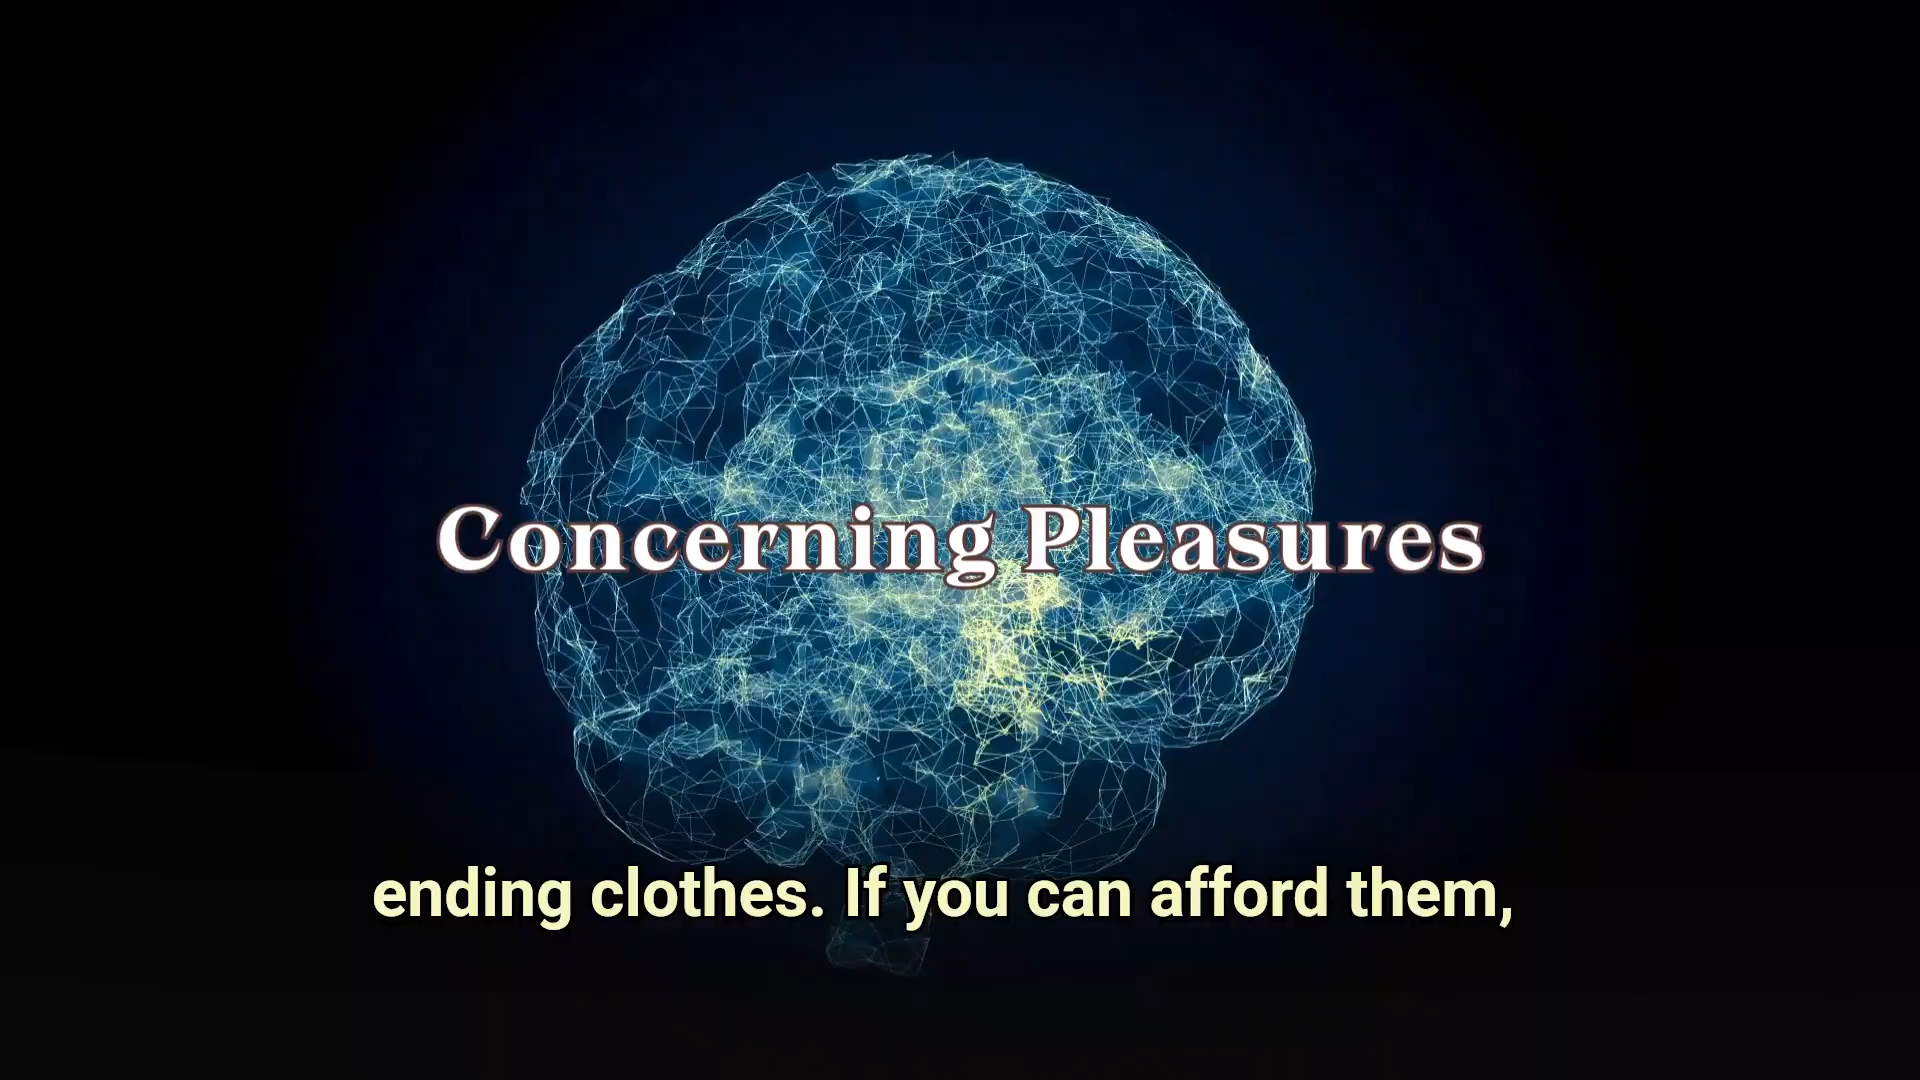 Concerning Pleasures
ending clothes. If you can afford them,